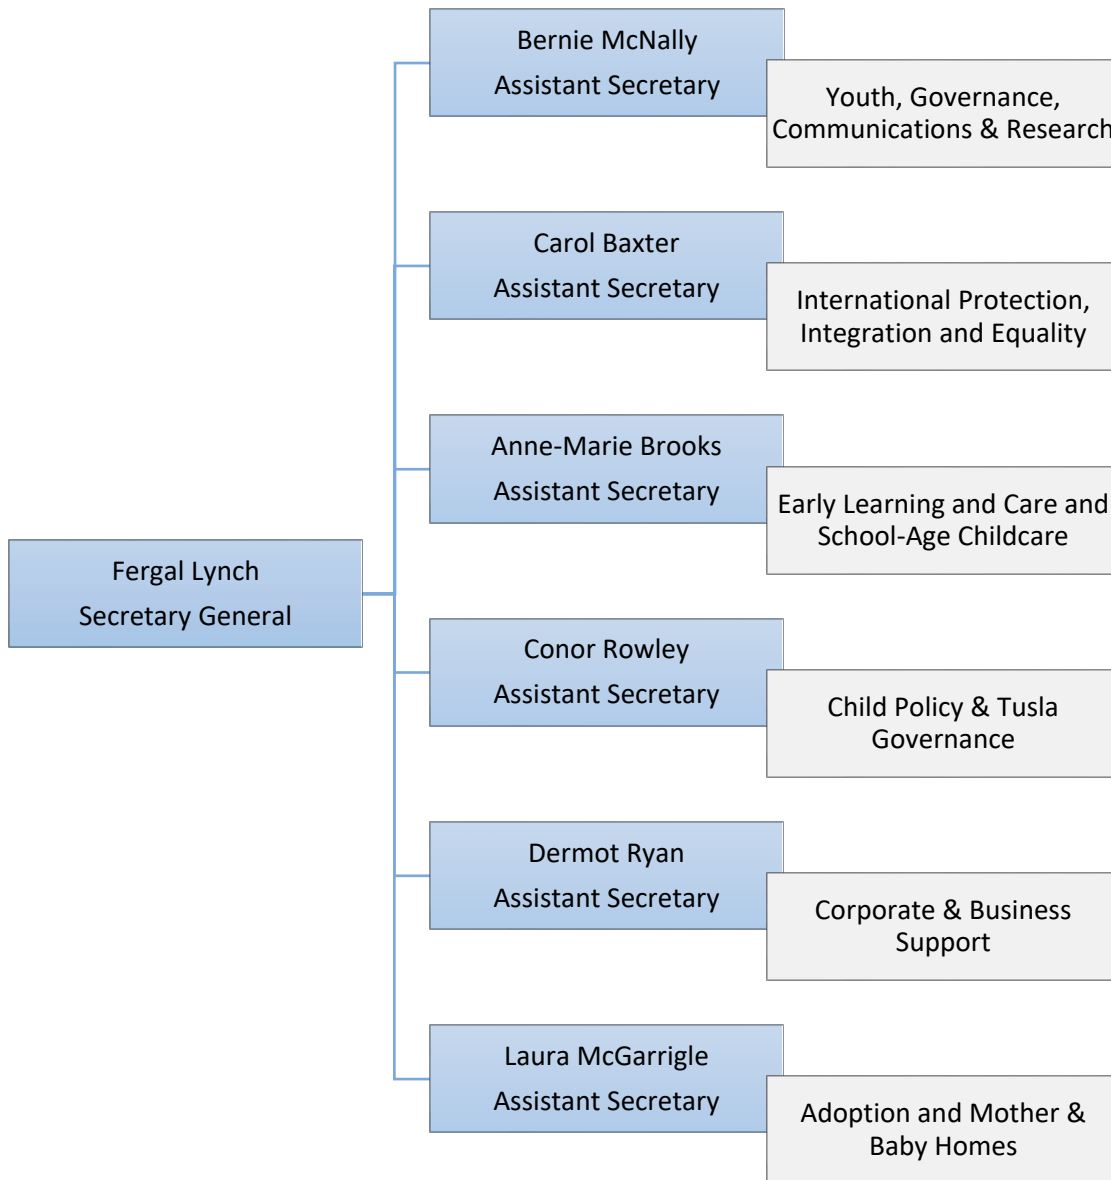 Bernie McNally
Assistant Secretary
Youth, Governance,
Communications & Research
Carol Baxter
Assistant Secretary
International Protection,
Integration and Equality
Anne-Marie Brooks
Assistant Secretary
Early Learning and Care and
School-Age Childcare
Fergal Lynch
Secretary General
Conor Rowley
Assistant Secretary
Child Policy & Tusla
Governance
Dermot Ryan
Assistant Secretary
Corporate & Business
Support
Laura McGarrigle
Assistant Secretary
Adoption and Mother &
Baby Homes